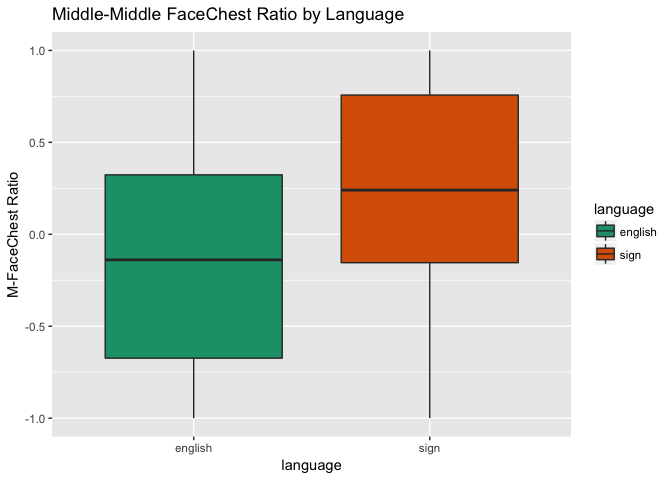 Middle-Middle FaceChest Ratio by Language
M-FaceChest Ratio
1.0
0.5
0.0
-0.5
-1.0
english
sign
language
language
english
sign